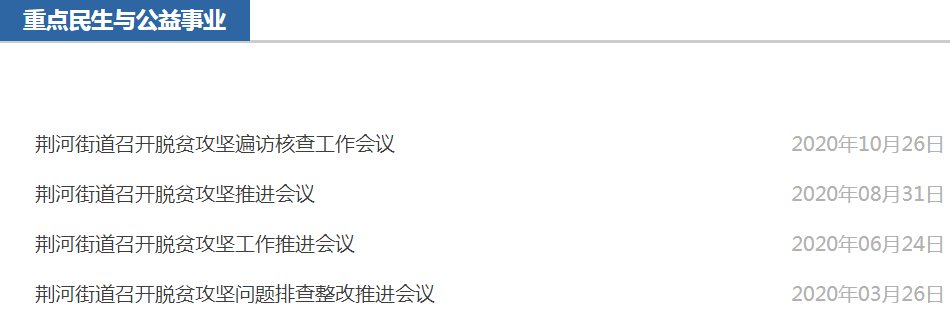 重点民生与公益事业
荆河街道召开脱贫攻坚遍访核查工作会议 2020年10月26日
荆河街道召开脱贫攻坚推进会议 2020年08月31日
荆河街道召开脱贫攻坚工作推进会议 2020年06月24日
荆河街道召开脱贫攻坚问题排查整改推进会议 2020年03月26日